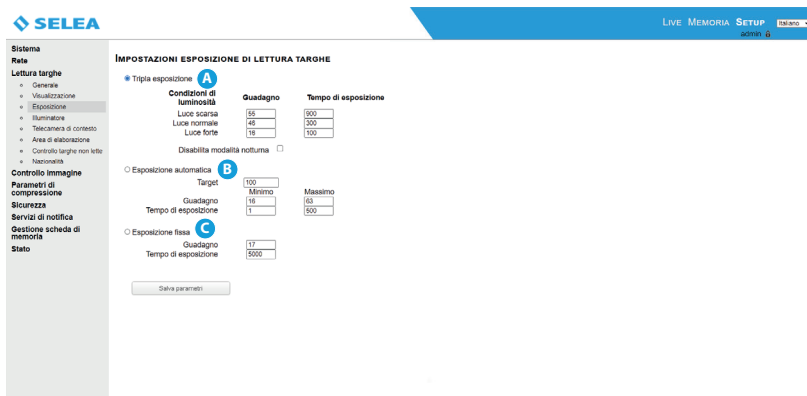 SELEA
LIVE MEMORIA SETUP Italiano
admin
Sistema
Rete
Lettura targhe
Generale
Visualizzazione
Esposizione
Illuminatore
Telecamera di contesto
Area di elaborazione
Controllo targhe non lette
Nazionalità
Controllo immagine
Parametri di
compressione
Sicurezza
Servizi di notifica
Gestione scheda di
memoria
Stato
IMPOSTAZIONI ESPOSIZIONE DI LETTURA TARGHE
Tripla esposizione A
Condizioni di
luminosità Guadagno Tempo di esposizione
Luce scarsa 55 900
Luce normale 45 300
Luce forte 16 100
Disabilita modalità notturna
Esposizione automatica B
Target 100
Minimo Massimo
Guadagno 16 63
Tempo di esposizione 1 500
Esposizione fissa C
Guadagno 17
Tempo di esposizione 5000
Salva parametri